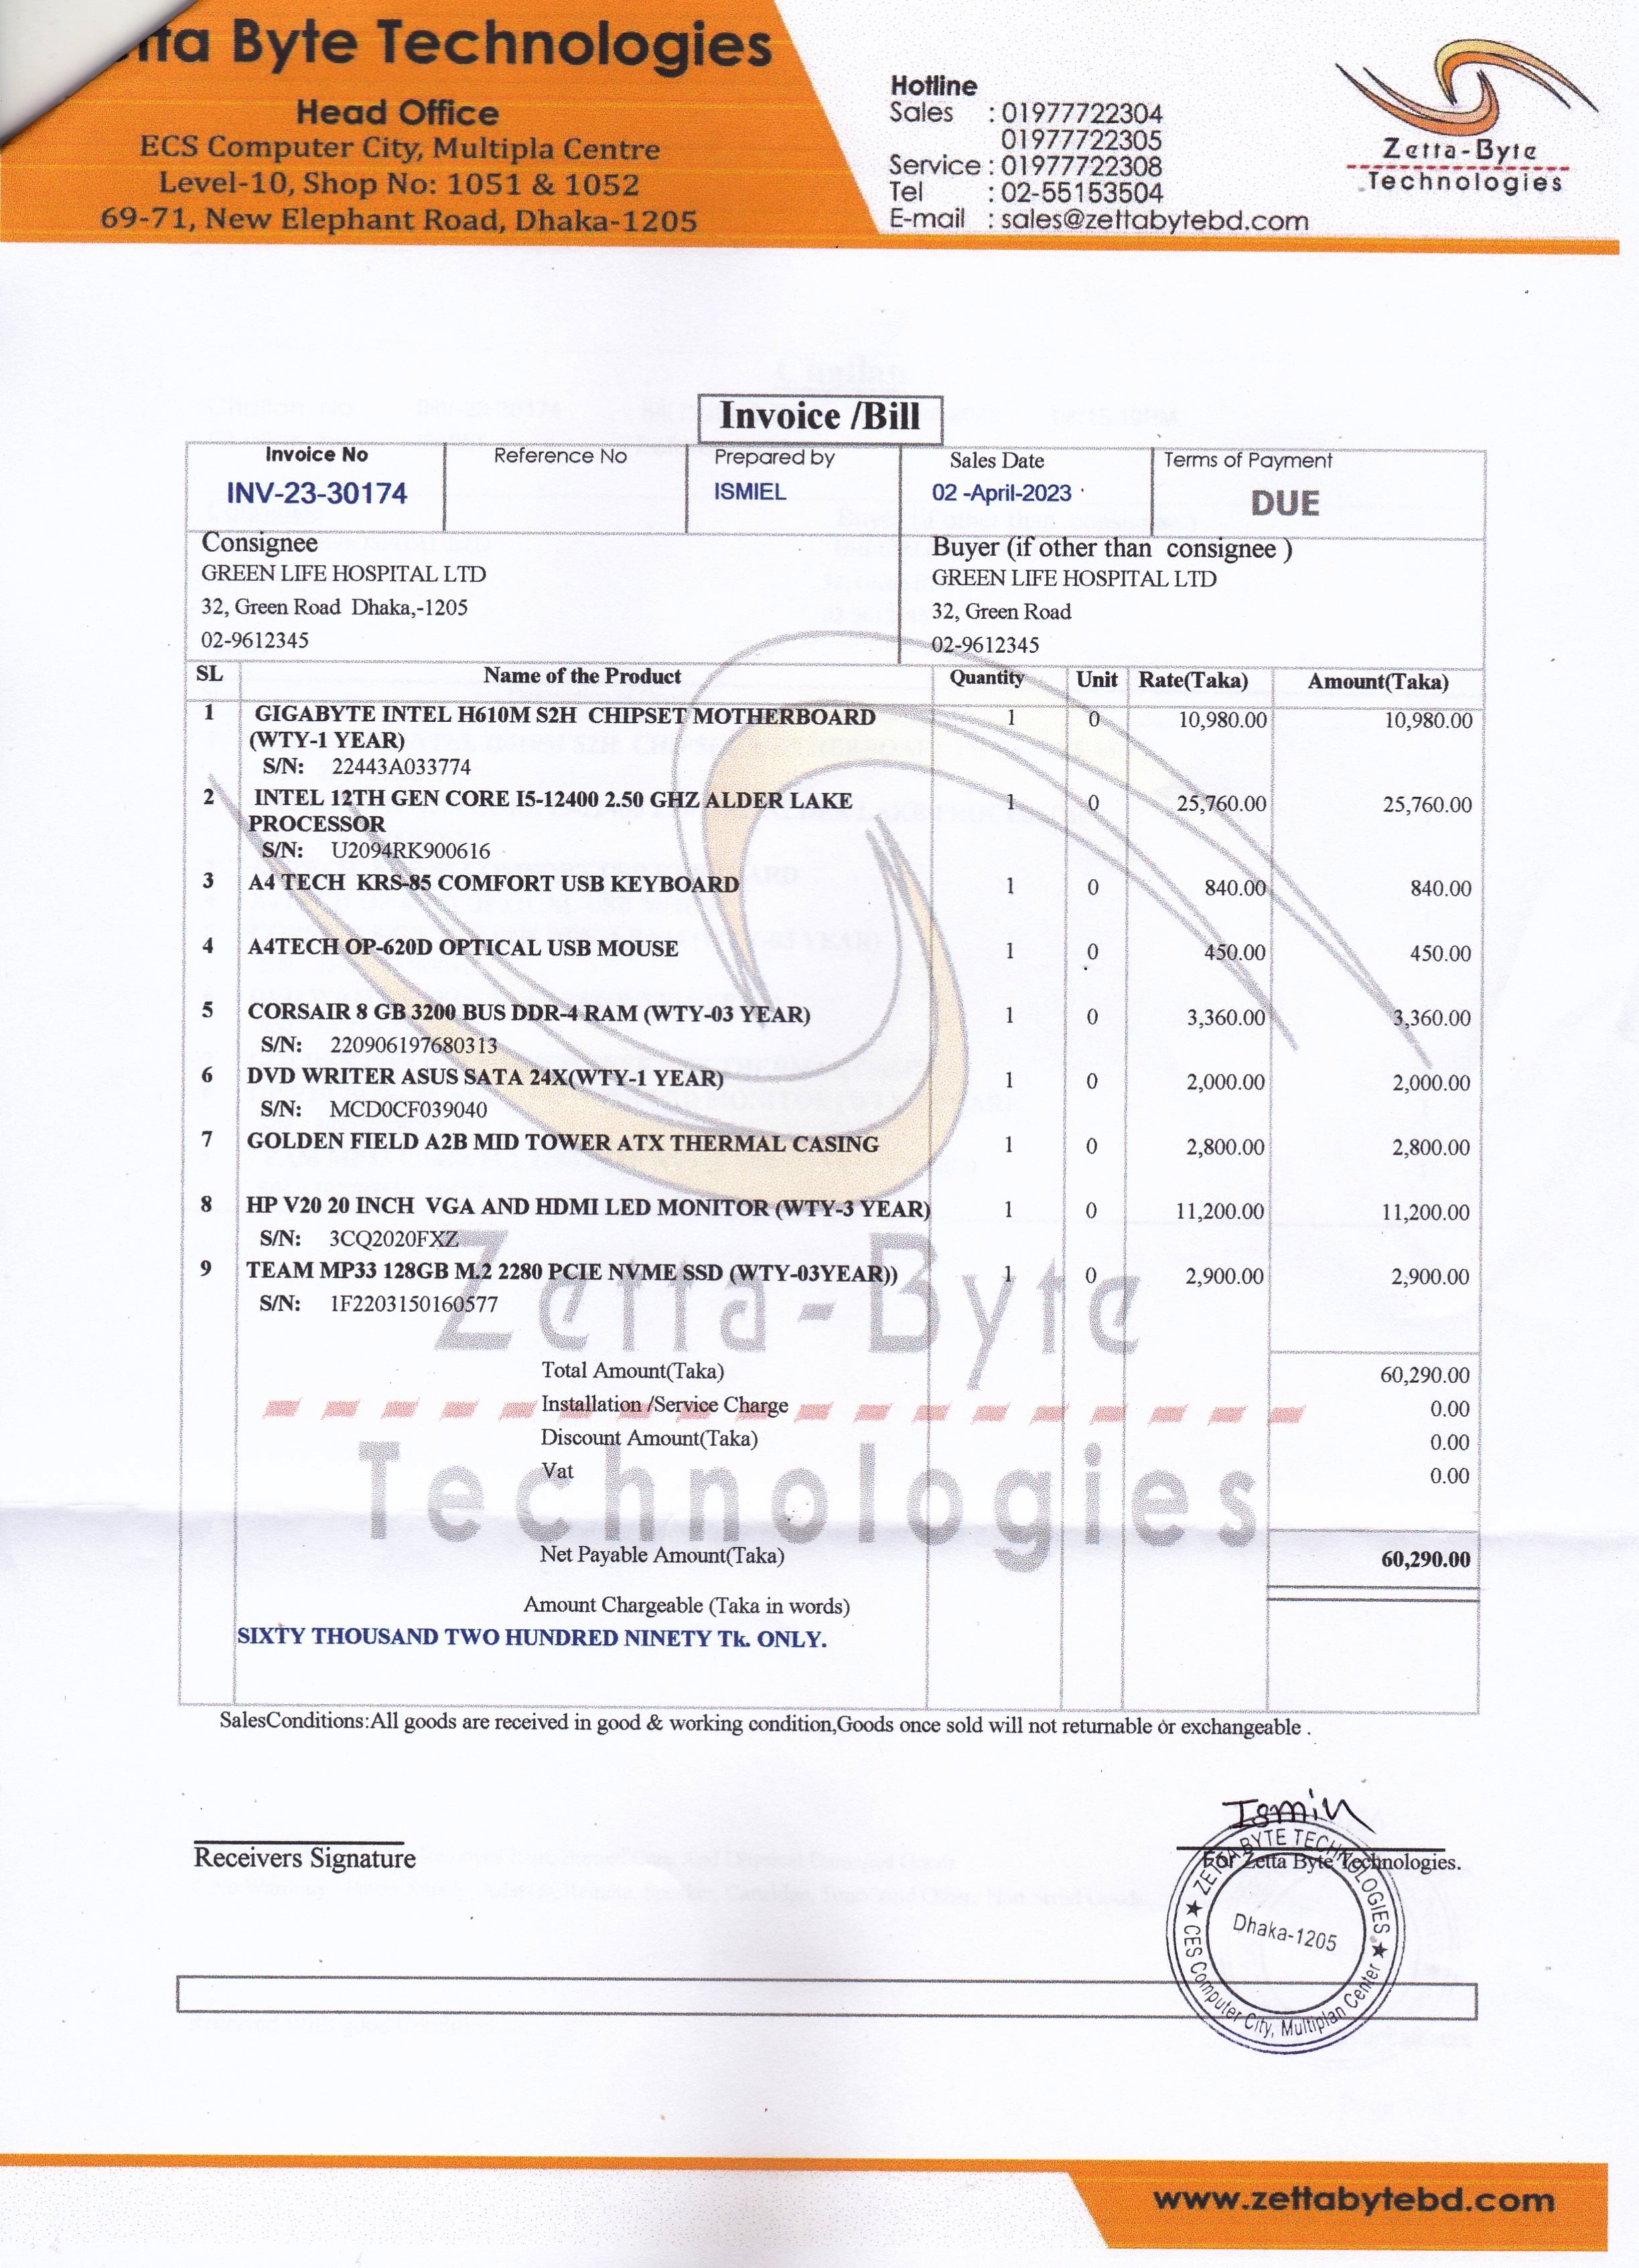 Byte Technologies
Head Office
ECS Computer City, Multipla Centre
Level-10, Shop No: 1051 & 1052
69-71, New Elephant Road, Dhaka-1205
Hotline
Sales : 01977722304
01977722305
Service : 01977722308
Tel : 02-55153504
E-mail : sales@zettabytebd.com
Zetta-Byte
Technologies
Invoice /Bill
Invoice No Reference No Prepared by Sales Date Terms of Payment
INV-23-30174 ISMIEL 02 -April-2023 DUE
Consignee
GREEN LIFE HOSPITAL LTD
32, Green Road Dhaka,-1205
02-9612345
Buyer (if other than consignee )
GREEN LIFE HOSPITAL LTD
32, Green Road
02-9612345
SL Name of the Product Quantity Unit Rate(Taka) Amount(Taka)
1 GIGABYTE INTEL H610M S2H CHIPSET MOTHERBOARD 1 0 10,980.00 10,980.00
(WTY-1 YEAR)
S/N: 22443A033774
2 INTEL 12TH GEN CORE I5-12400 2.50 GHZ ALDER LAKE 1 0 25,760.00 25,760.00
PROCESSOR
S/N: U2094RK900616
3 A4 TECH KRS-85 COMFORT USB KEYBOARD 1 0 840.00 840.00
4 A4TECH OP-620D OPTICAL USB MOUSE 1 0 450.00 450.00
5 CORSAIR 8 GB 3200 BUS DDR-4 RAM (WTY-03 YEAR) 1 0 3,360.00 3,360.00
S/N: 220906197680313
6 DVD WRITER ASUS SATA 24X(WTY-1 YEAR) 1 0 2,000.00 2,000.00
S/N: MCD0CF039040
7 GOLDEN FIELD A2B MID TOWER ATX THERMAL CASING 1 0 2,800.00 2,800.00
8 HP V20 20 INCH VGA AND HDMI LED MONITOR (WTY-3 YEAR) 1 0 11,200.00 11,200.00
S/N: 3CQ2020FXZ
9 TEAM MP33 128GB M.2 2280 PCIE NVME SSD (WTY-03YEAR)) 1 0 2,900.00 2,900.00
S/N: 1F2203150160577
Zetta-Byte
Technologies
Total Amount(Taka) 60,290.00
Installation /Service Charge 0.00
Discount Amount(Taka) 0.00
Vat 0.00
Net Payable Amount(Taka) 60,290.00
Amount Chargeable (Taka in words)
SIXTY THOUSAND TWO HUNDRED NINETY Tk. ONLY.
SalesConditions:All goods are received in good & working condition,Goods once sold will not returnable or exchangeable .
Receivers Signature
For Zetta Byte Technologies.
ZETTA BYTE TECHNOLOGIES
Dhaka-1205
CES Computer City, Multiplan Center
www.zettabytebd.com